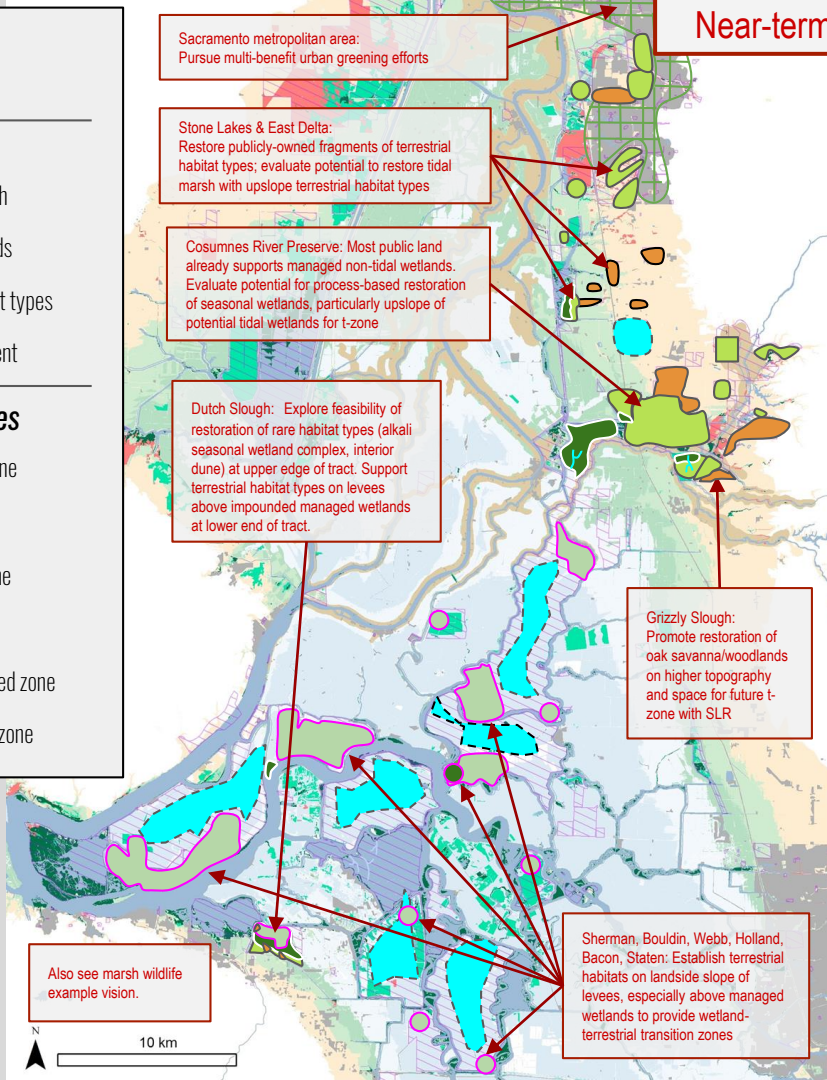 Near-term
Sacramento metropolitan area:
Pursue multi-benefit urban greening efforts
Stone Lakes & East Delta:
Restore publicly-owned fragments of terrestrial
habitat types; evaluate potential to restore tidal
marsh with upslope terrestrial habitat types
Cosumnes River Preserve: Most public land
already supports managed non-tidal wetlands.
Evaluate potential for process-based restoration
of seasonal wetlands, particularly upslope of
potential tidal wetlands for t-zone
Dutch Slough: Explore feasibility of
restoration of rare habitat types (alkali
seasonal wetland complex, interior
dune) at upper edge of tract. Support
terrestrial habitat types on levees
above impounded managed wetlands
at lower end of tract.
Grizzly Slough:
Promote restoration of
oak savanna/woodlands
on higher topography
and space for future t-
zone with SLR
Sherman, Bouldin, Webb, Holland,
Bacon, Staten: Establish terrestrial
habitats on landside slope of
levees, especially above managed
wetlands to provide wetland-
terrestrial transition zones
Also see marsh wildlife
example vision.
N
10 km
h
ds
t types
ent
es
ne
ne
ed zone
zone